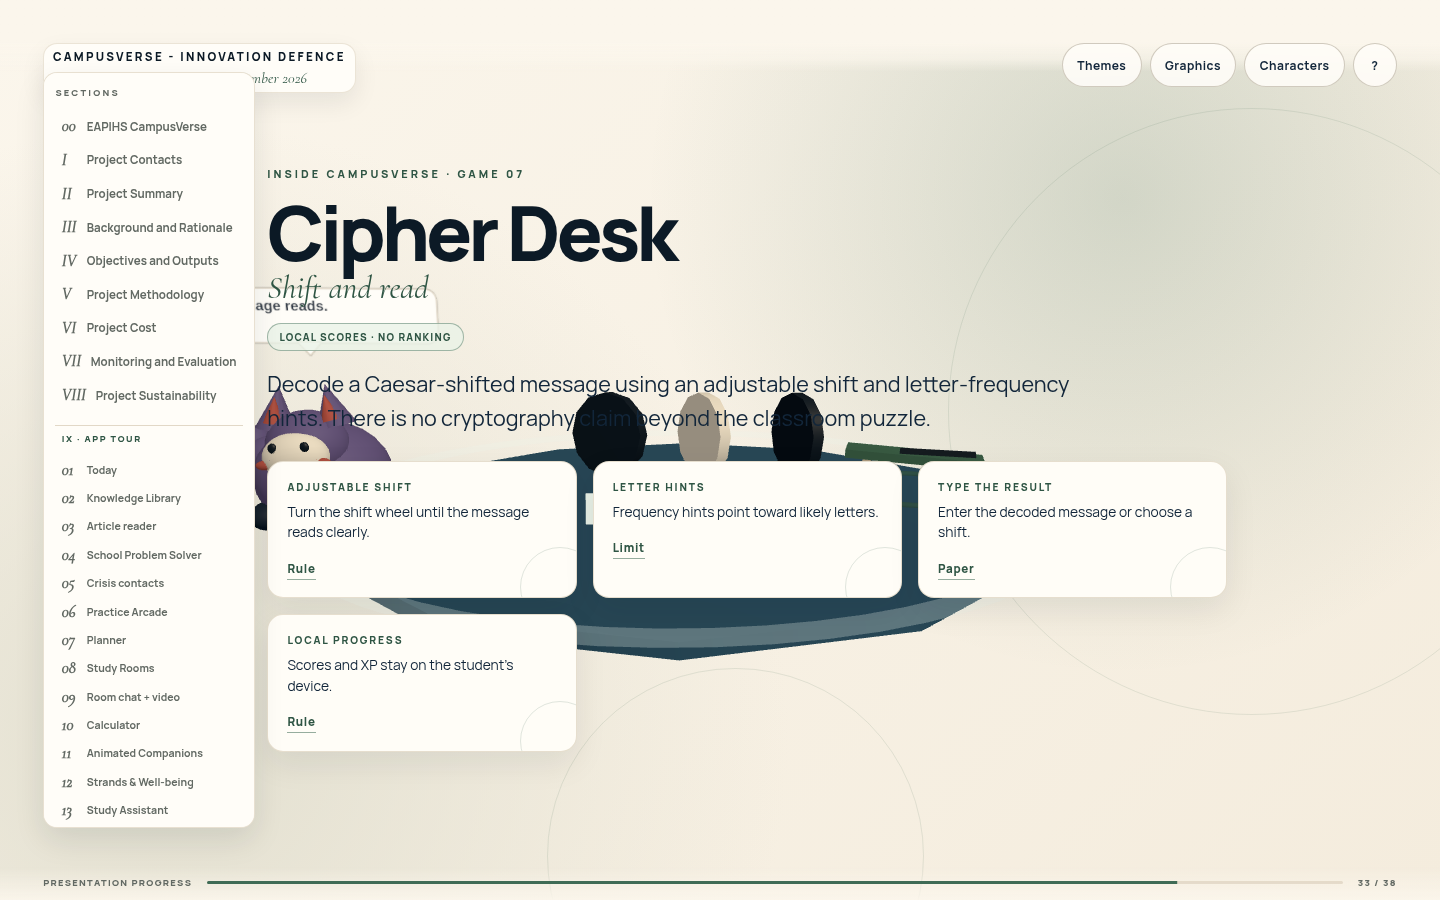 CAMPUSVERSE - INNOVATION DEFENCE
2026
Themes
Graphics
Characters
?
SECTIONS
00 EAPIHS CampusVerse
I Project Contacts
II Project Summary
III Background and Rationale
IV Objectives and Outputs
V Project Methodology
VI Project Cost
VII Monitoring and Evaluation
VIII Project Sustainability
IX · APP TOUR
01 Today
02 Knowledge Library
03 Article reader
04 School Problem Solver
05 Crisis contacts
06 Practice Arcade
07 Planner
08 Study Rooms
09 Room chat + video
10 Calculator
11 Animated Companions
12 Strands & Well-being
13 Study Assistant
INSIDE CAMPUSVERSE · GAME 07
Cipher Desk
Shift and read
reads.
LOCAL SCORES · NO RANKING
Decode a Caesar-shifted message using an adjustable shift and letter-frequency
hints. There is no cryptography claim beyond the classroom puzzle.
ADJUSTABLE SHIFT
Turn the shift wheel until the message
reads clearly.
Rule
LETTER HINTS
Frequency hints point toward likely letters.
Limit
TYPE THE RESULT
Enter the decoded message or choose a
shift.
Paper
LOCAL PROGRESS
Scores and XP stay on the student's
device.
Rule
PRESENTATION PROGRESS
33 / 38